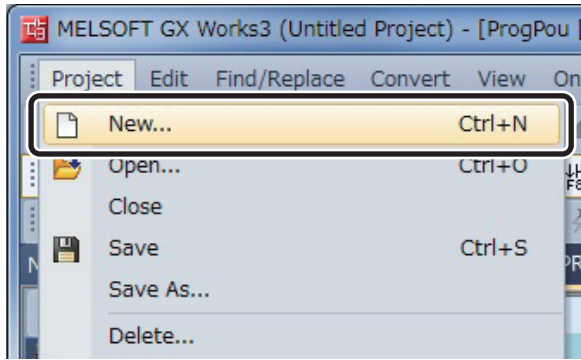 MELSOFT GX Works3 (Untitled Project) - [ProgPou [
Project Edit Find/Replace Convert View On
New... Ctrl+N
Open... Ctrl+O
Close
Save Ctrl+S
Save As...
Delete...